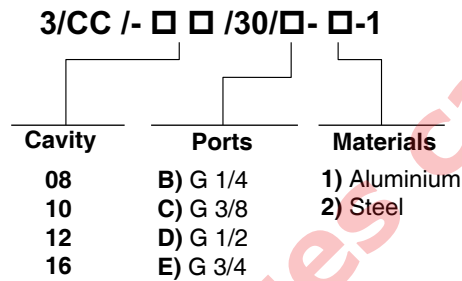 3/CC /- □ □ /30/□- □-1
Cavity Ports Materials
08 B) G 1/4 1) Aluminium
10 C) G 3/8 2) Steel
12 D) G 1/2
16 E) G 3/4